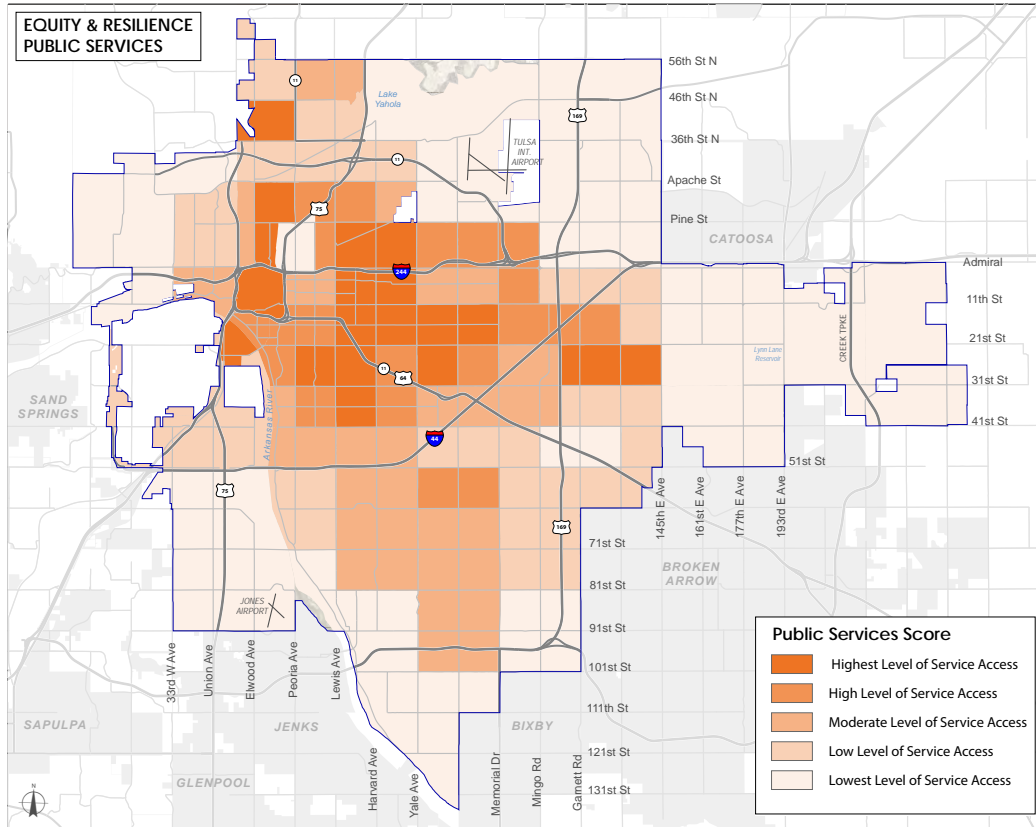 EQUITY & RESILIENCE
PUBLIC SERVICES
56th St N
11
Lake
Yahola
46th St N
169
TULSA
INT.
AIRPORT
36th St N
11
Apache St
75
Pine St
CATOOSA
Admiral
244
11th St
CREEK TPKE
21st St
Lynn Lane
Reservoir
11
64
31st St
SAND
SPRINGS
Arkansas River
41st St
44
51st St
75
145th E Ave
161st E Ave
177th E Ave
193rd E Ave
169
71st St
BROKEN
ARROW
81st St
JONES
AIRPORT
91st St
33rd W Ave
Union Ave
Elwood Ave
Peoria Ave
Lewis Ave
101st St
111th St
SAPULPA
JENKS
BIXBY
121st St
GLENPOOL
Harvard Ave
Yale Ave
Memorial Dr
Mingo Rd
Garnett Rd
131st St
N
Public Services Score
Highest Level of Service Access
High Level of Service Access
Moderate Level of Service Access
Low Level of Service Access
Lowest Level of Service Access